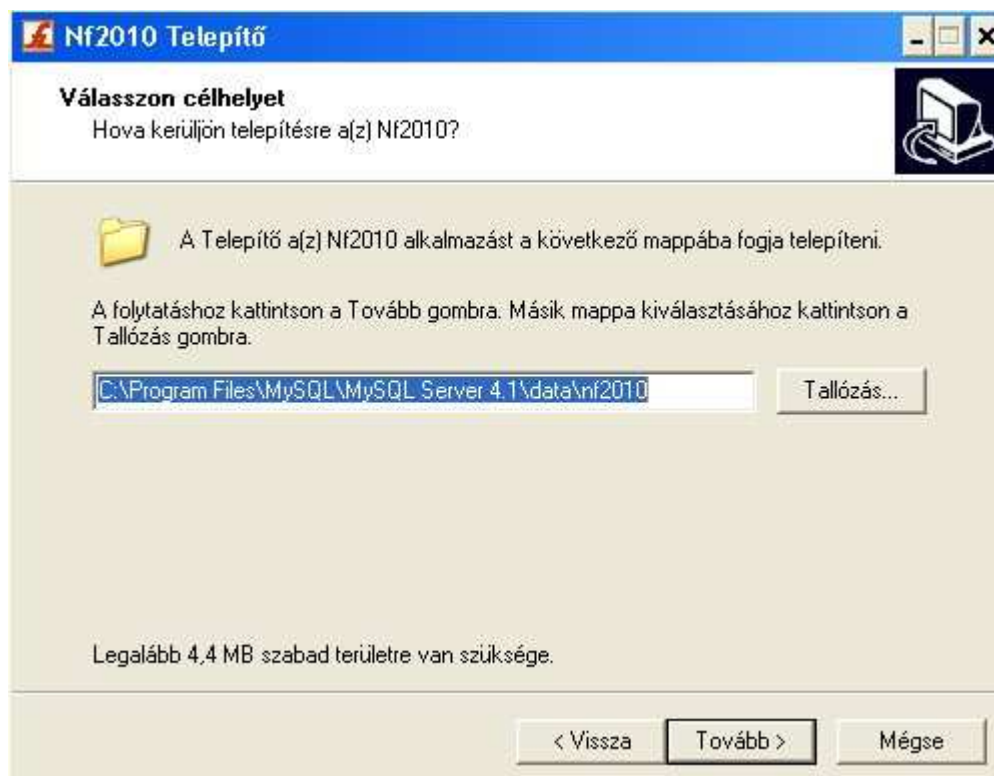 Nf2010 Telepítő
Válasszon célhelyet
Hova kerüljön telepítésre a(z) Nf2010?
A Telepítő a(z) Nf2010 alkalmazást a következő mappába fogja telepíteni.
A folytatáshoz kattintson a Tovább gombra. Másik mappa kiválasztásához kattintson a
Tallózás gombra.
C:\Program Files\MySQL\MySQL Server 4.1\data\nf2010
Tallózás...
Legalább 4,4 MB szabad területre van szüksége.
< Vissza
Tovább >
Mégse